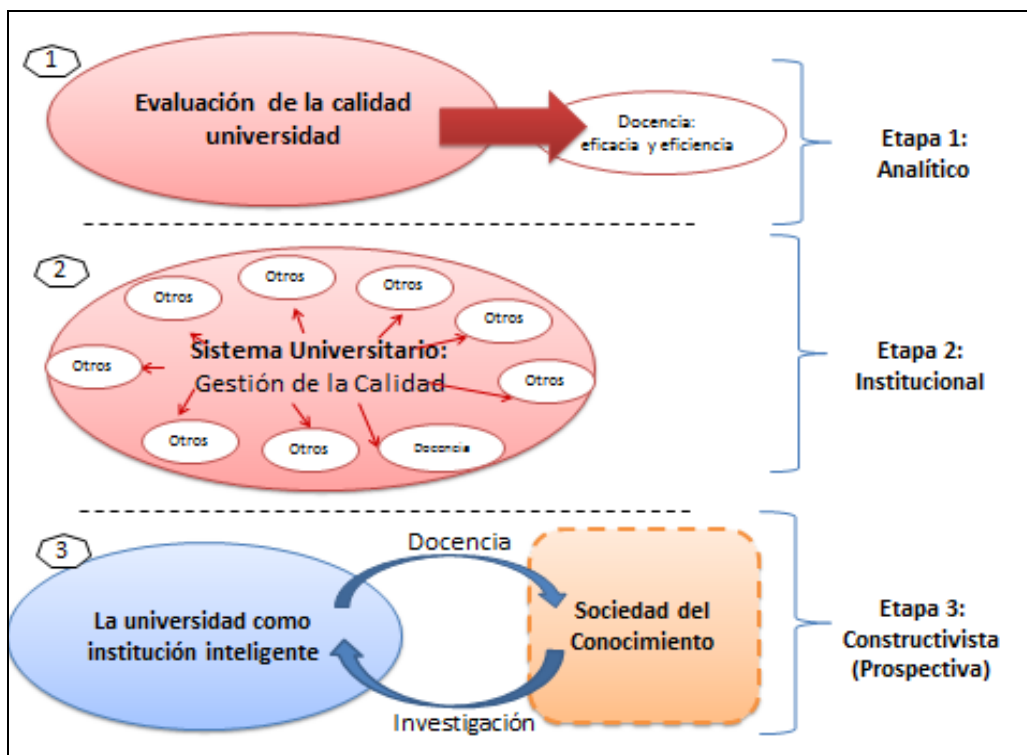 1
Evaluación de la calidad
universidad
Docencia:
eficacia y eficiencia
Etapa 1:
Analítico
2
Otros
Otros
Otros
Otros
Otros
Otros
Sistema Universitario:
Gestión de la Calidad
Otros
Otros
Docencia
Etapa 2:
Institucional
3
Docencia
La universidad como
institución inteligente
Sociedad del
Conocimiento
Investigación
Etapa 3:
Constructivista
(Prospectiva)